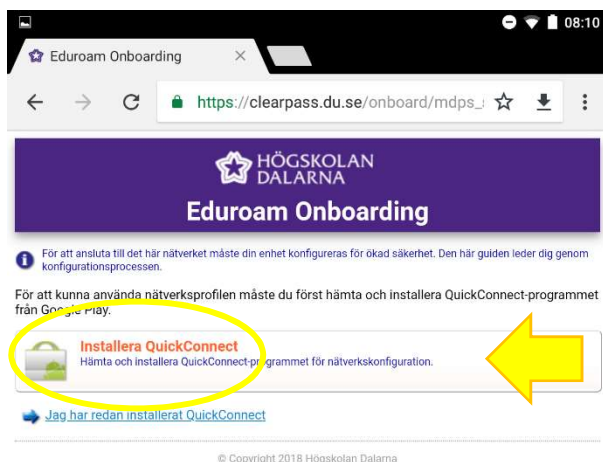 08:10
Eduroam Onboarding
https://clearpass.du.se/onboard/mdps_
HÖGSKOLAN
DALARNA
Eduroam Onboarding
För att ansluta till det här nätverket måste din enhet konfigureras för ökad säkerhet. Den här guiden leder dig genom
konfigurationsprocessen.
För att kunna använda nätverksprofilen måste du först hämta och installera QuickConnect-programmet
från Google Play.
Installera QuickConnect
Hämta och installera QuickConnect-programmet för nätverkskonfiguration.
Jag har redan installerat QuickConnect
© Copyright 2018 Högskolan Dalarna